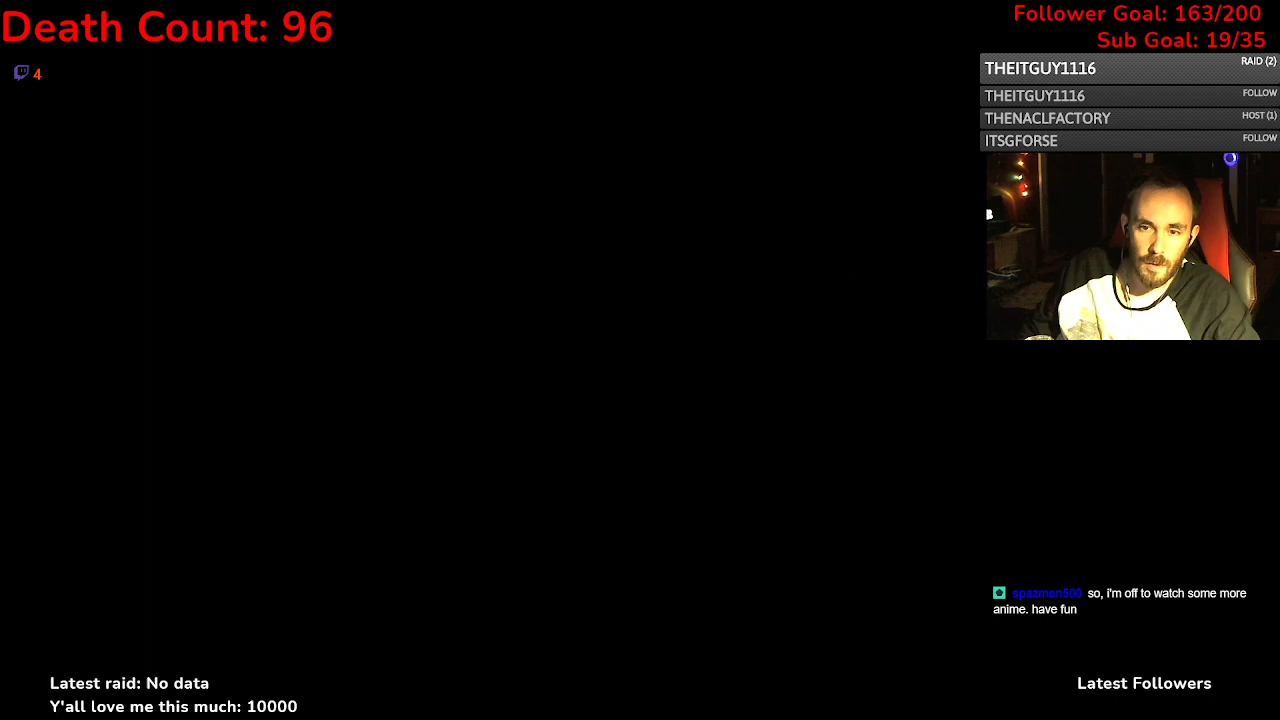 Death Count: 96
4
Follower Goal: 163/200
Sub Goal: 19/35
THEITGUY1116 RAID (2)
THEITGUY1116 FOLLOW
THENACLFACTORY HOST (1)
ITSGFORSE FOLLOW
spazman500 so, i'm off to watch some more
anime. have fun
Latest raid: No data
Y'all love me this much: 10000
Latest Followers